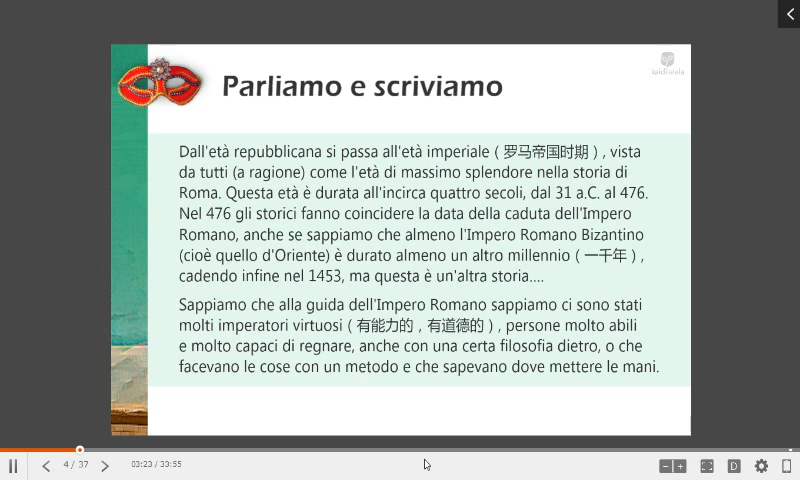 Parliamo e scriviamo
kaidialala
Dall'età repubblicana si passa all'età imperiale ( 罗马帝国时期 ) , vista
da tutti (a ragione) come l'età di massimo splendore nella storia di
Roma. Questa età è durata all'incirca quattro secoli, dal 31 a.C. al 476.
Nel 476 gli storici fanno coincidere la data della caduta dell'Impero
Romano, anche se sappiamo che almeno l'Impero Romano Bizantino
(cioè quello d'Oriente) è durato almeno un altro millennio ( 一千年 ) ,
cadendo infine nel 1453, ma questa è un'altra storia....
Sappiamo che alla guida dell'Impero Romano sappiamo ci sono stati
molti imperatori virtuosi ( 有能力的 , 有道德的 ) , persone molto abili
e molto capaci di regnare, anche con una certa filosofia dietro, o che
facevano le cose con un metodo e che sapevano dove mettere le mani.
4 / 37
03:23 / 33:55
D